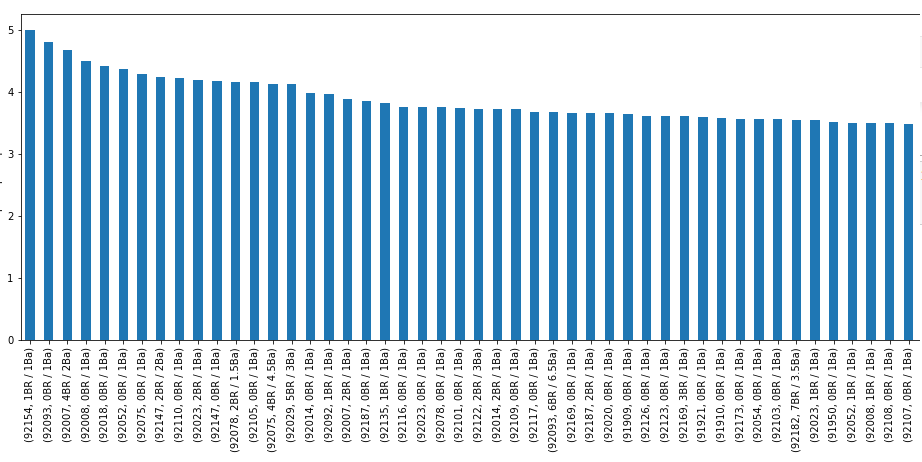 5
4
3
2
1
0
(92154, 1BR / 1Ba)
(92093, 0BR / 1Ba)
(92007, 4BR / 2Ba)
(92008, 0BR / 1Ba)
(92018, 0BR / 1Ba)
(92052, 0BR / 1Ba)
(92075, 0BR / 1Ba)
(92147, 2BR / 2Ba)
(92110, 0BR / 1Ba)
(92023, 2BR / 1Ba)
(92147, 0BR / 1Ba)
(92078, 2BR / 1.5Ba)
(92105, 0BR / 1Ba)
(92075, 4BR / 4.5Ba)
(92029, 5BR / 3Ba)
(92014, 0BR / 1Ba)
(92092, 1BR / 1Ba)
(92007, 2BR / 1Ba)
(92187, 0BR / 1Ba)
(92135, 1BR / 1Ba)
(92116, 0BR / 1Ba)
(92023, 0BR / 1Ba)
(92078, 0BR / 1Ba)
(92101, 0BR / 1Ba)
(92122, 2BR / 3Ba)
(92014, 2BR / 1Ba)
(92109, 0BR / 1Ba)
(92117, 0BR / 1Ba)
(92093, 6BR / 6.5Ba)
(92169, 0BR / 1Ba)
(92187, 2BR / 1Ba)
(92020, 0BR / 1Ba)
(91909, 0BR / 1Ba)
(92126, 0BR / 1Ba)
(92123, 0BR / 1Ba)
(92169, 3BR / 1Ba)
(91921, 0BR / 1Ba)
(91910, 0BR / 1Ba)
(92173, 0BR / 1Ba)
(92054, 0BR / 1Ba)
(92103, 0BR / 1Ba)
(92182, 7BR / 3.5Ba)
(92023, 1BR / 1Ba)
(91950, 0BR / 1Ba)
(92052, 1BR / 1Ba)
(92008, 1BR / 1Ba)
(92108, 0BR / 1Ba)
(92107, 0BR / 1Ba)